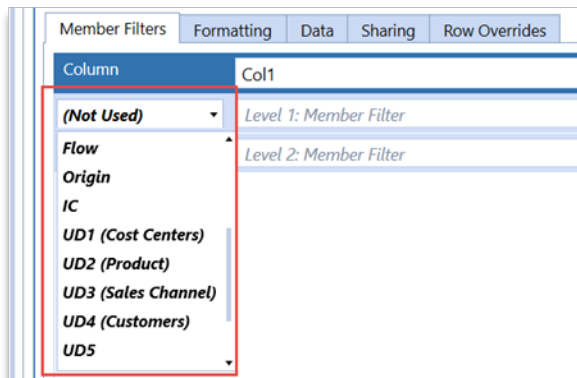 Member Filters Formatting Data Sharing Row Overrides
Column Col1
(Not Used) Level 1: Member Filter
Flow
Level 2: Member Filter
Origin
IC
UD1 (Cost Centers)
UD2 (Product)
UD3 (Sales Channel)
UD4 (Customers)
UD5